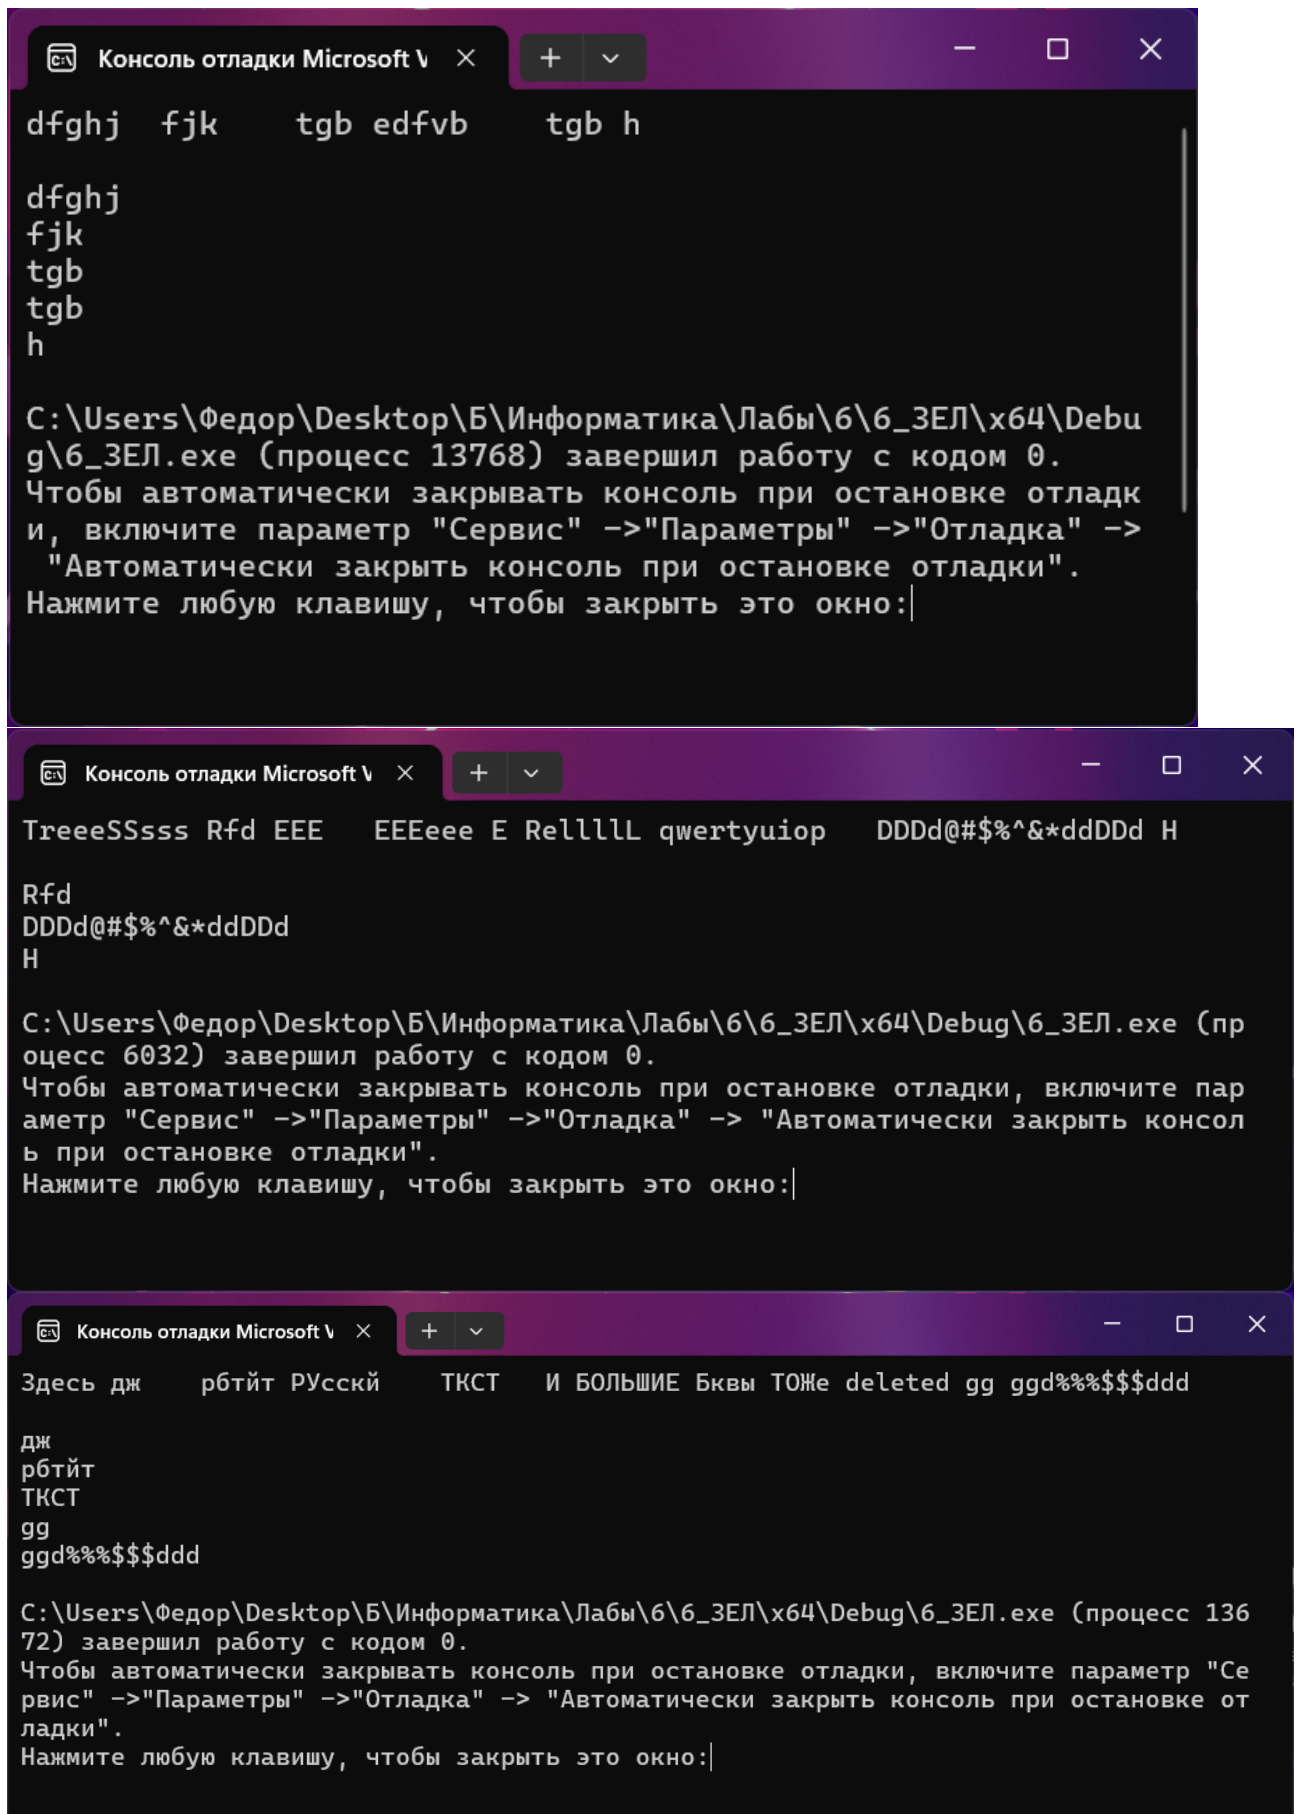 Консоль отладки Microsoft V
dfghj  fjk    tgb edfvb    tgb h
dfghj
fjk
tgb
tgb
h
C:\Users\Федор\Desktop\Б\Информатика\Лабы\6\6_ЗЕЛ\x64\Debu
g\6_ЗЕЛ.exe (процесс 13768) завершил работу с кодом 0.
Чтобы автоматически закрывать консоль при остановке отладк
и, включите параметр "Сервис" ->"Параметры" ->"Отладка" ->
 "Автоматически закрыть консоль при остановке отладки".
Нажмите любую клавишу, чтобы закрыть это окно:
Консоль отладки Microsoft V
TreeeSSsss Rfd EEE   EEEeee E RellllL qwertyuiop   DDDd@#$%^&*ddDDd H
Rfd
DDDd@#$%^&*ddDDd
H
C:\Users\Федор\Desktop\Б\Информатика\Лабы\6\6_ЗЕЛ\x64\Debug\6_ЗЕЛ.exe (пр
оцесс 6032) завершил работу с кодом 0.
Чтобы автоматически закрывать консоль при остановке отладки, включите пар
аметр "Сервис" ->"Параметры" ->"Отладка" -> "Автоматически закрыть консол
ь при остановке отладки".
Нажмите любую клавишу, чтобы закрыть это окно:
Консоль отладки Microsoft V
Здесь дж    рбтйт РУсскй    ТКСТ   И БОЛЬШИЕ Бквы ТОЖе deleted gg ggd%%%$$$ddd
дж
рбтйт
ТКСТ
gg
ggd%%%$$$ddd
C:\Users\Федор\Desktop\Б\Информатика\Лабы\6\6_ЗЕЛ\x64\Debug\6_ЗЕЛ.exe (процесс 136
72) завершил работу с кодом 0.
Чтобы автоматически закрывать консоль при остановке отладки, включите параметр "Се
рвис" ->"Параметры" ->"Отладка" -> "Автоматически закрыть консоль при остановке от
ладки".
Нажмите любую клавишу, чтобы закрыть это окно: